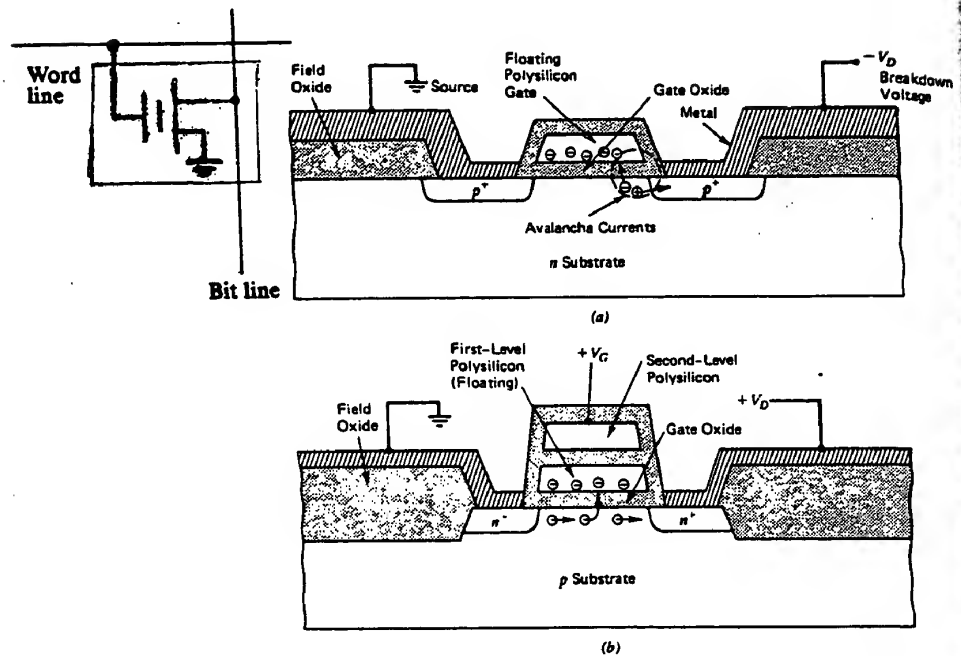 Word
line
Bit line
Field
Oxide
Source
Floating
Polysilicon
Gate
Gate Oxide
Metal
−V_D
Breakdown
Voltage
p+
p+
Avalancha Currents
n Substrate
(a)
First-Level
Polysilicon
(Floating)
+V_G
Second-Level
Polysilicon
+V_D
Field
Oxide
Gate Oxide
n+
p Substrate
(b)